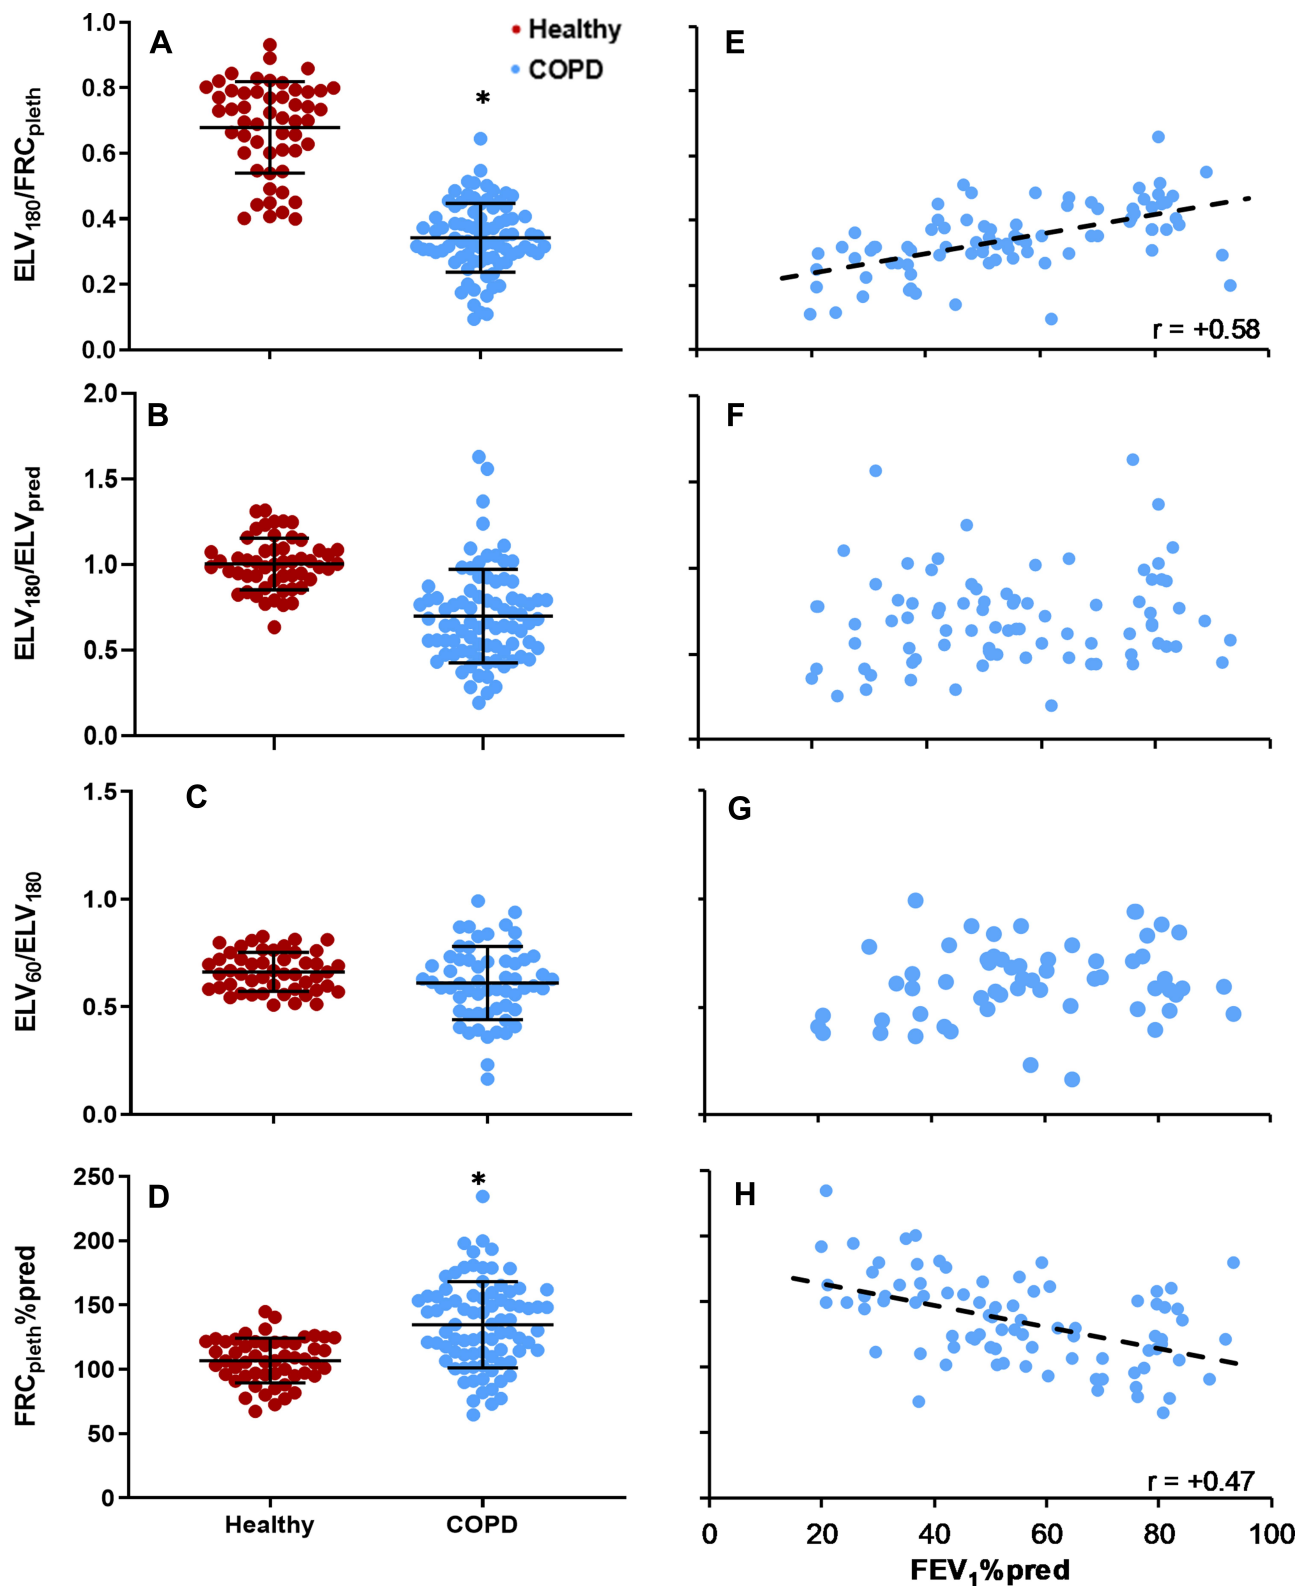 A
Healthy
COPD
*
1.0
0.8
0.6
0.4
0.2
0.0
ELV180/FRCpleth
E
r = +0.58
B
2.0
1.5
1.0
0.5
0.0
ELV180/ELVpred
F
C
1.5
1.0
0.5
0.0
ELV60/ELV180
G
D
*
250
200
150
100
50
0
FRCpleth%pred
Healthy
COPD
H
r = +0.47
0
20
40
60
80
100
FEV1%pred